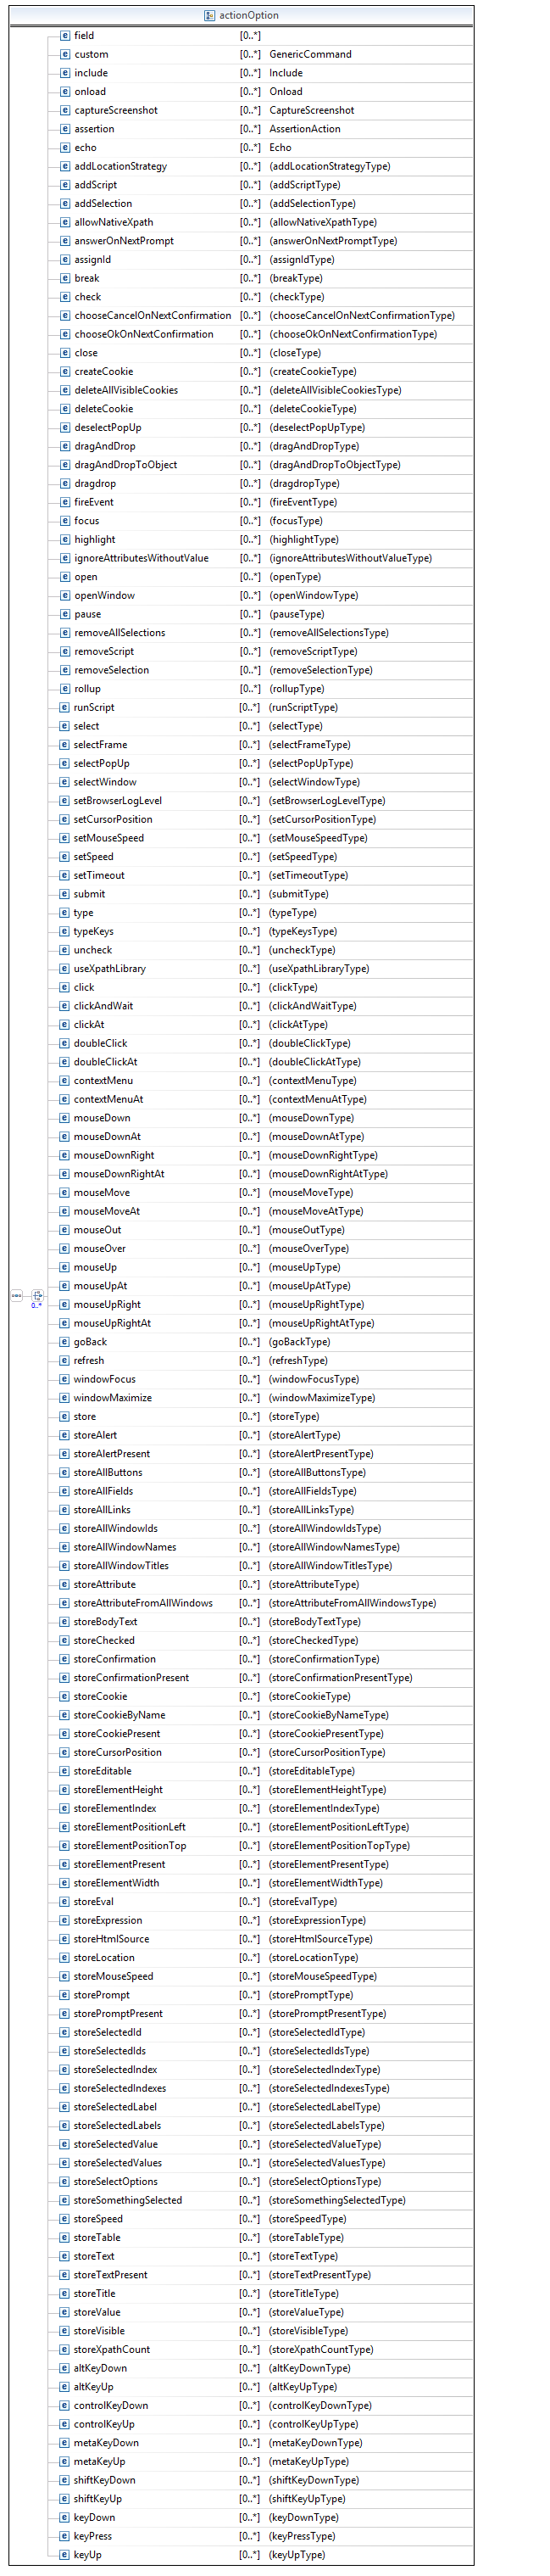 actionOption
field [0..*]
custom [0..*] GenericCommand
include [0..*] Include
onload [0..*] Onload
captureScreenshot [0..*] CaptureScreenshot
assertion [0..*] AssertionAction
echo [0..*] Echo
addLocationStrategy [0..*] (addLocationStrategyType)
addScript [0..*] (addScriptType)
addSelection [0..*] (addSelectionType)
allowNativeXpath [0..*] (allowNativeXpathType)
answerOnNextPrompt [0..*] (answerOnNextPromptType)
assignId [0..*] (assignIdType)
break [0..*] (breakType)
check [0..*] (checkType)
chooseCancelOnNextConfirmation [0..*] (chooseCancelOnNextConfirmationType)
chooseOkOnNextConfirmation [0..*] (chooseOkOnNextConfirmationType)
close [0..*] (closeType)
createCookie [0..*] (createCookieType)
deleteAllVisibleCookies [0..*] (deleteAllVisibleCookiesType)
deleteCookie [0..*] (deleteCookieType)
deselectPopUp [0..*] (deselectPopUpType)
dragAndDrop [0..*] (dragAndDropType)
dragAndDropToObject [0..*] (dragAndDropToObjectType)
dragdrop [0..*] (dragdropType)
fireEvent [0..*] (fireEventType)
focus [0..*] (focusType)
highlight [0..*] (highlightType)
ignoreAttributesWithoutValue [0..*] (ignoreAttributesWithoutValueType)
open [0..*] (openType)
openWindow [0..*] (openWindowType)
pause [0..*] (pauseType)
removeAllSelections [0..*] (removeAllSelectionsType)
removeScript [0..*] (removeScriptType)
removeSelection [0..*] (removeSelectionType)
rollup [0..*] (rollupType)
runScript [0..*] (runScriptType)
select [0..*] (selectType)
selectFrame [0..*] (selectFrameType)
selectPopUp [0..*] (selectPopUpType)
selectWindow [0..*] (selectWindowType)
setBrowserLogLevel [0..*] (setBrowserLogLevelType)
setCursorPosition [0..*] (setCursorPositionType)
setMouseSpeed [0..*] (setMouseSpeedType)
setSpeed [0..*] (setSpeedType)
setTimeout [0..*] (setTimeoutType)
submit [0..*] (submitType)
type [0..*] (typeType)
typeKeys [0..*] (typeKeysType)
uncheck [0..*] (uncheckType)
useXpathLibrary [0..*] (useXpathLibraryType)
click [0..*] (clickType)
clickAndWait [0..*] (clickAndWaitType)
clickAt [0..*] (clickAtType)
doubleClick [0..*] (doubleClickType)
doubleClickAt [0..*] (doubleClickAtType)
contextMenu [0..*] (contextMenuType)
contextMenuAt [0..*] (contextMenuAtType)
mouseDown [0..*] (mouseDownType)
mouseDownAt [0..*] (mouseDownAtType)
mouseDownRight [0..*] (mouseDownRightType)
mouseDownRightAt [0..*] (mouseDownRightAtType)
mouseMove [0..*] (mouseMoveType)
mouseMoveAt [0..*] (mouseMoveAtType)
mouseOut [0..*] (mouseOutType)
mouseOver [0..*] (mouseOverType)
mouseUp [0..*] (mouseUpType)
mouseUpAt [0..*] (mouseUpAtType)
0..* mouseUpRight [0..*] (mouseUpRightType)
mouseUpRightAt [0..*] (mouseUpRightAtType)
goBack [0..*] (goBackType)
refresh [0..*] (refreshType)
windowFocus [0..*] (windowFocusType)
windowMaximize [0..*] (windowMaximizeType)
store [0..*] (storeType)
storeAlert [0..*] (storeAlertType)
storeAlertPresent [0..*] (storeAlertPresentType)
storeAllButtons [0..*] (storeAllButtonsType)
storeAllFields [0..*] (storeAllFieldsType)
storeAllLinks [0..*] (storeAllLinksType)
storeAllWindowIds [0..*] (storeAllWindowIdsType)
storeAllWindowNames [0..*] (storeAllWindowNamesType)
storeAllWindowTitles [0..*] (storeAllWindowTitlesType)
storeAttribute [0..*] (storeAttributeType)
storeAttributeFromAllWindows [0..*] (storeAttributeFromAllWindowsType)
storeBodyText [0..*] (storeBodyTextType)
storeChecked [0..*] (storeCheckedType)
storeConfirmation [0..*] (storeConfirmationType)
storeConfirmationPresent [0..*] (storeConfirmationPresentType)
storeCookie [0..*] (storeCookieType)
storeCookieByName [0..*] (storeCookieByNameType)
storeCookiePresent [0..*] (storeCookiePresentType)
storeCursorPosition [0..*] (storeCursorPositionType)
storeEditable [0..*] (storeEditableType)
storeElementHeight [0..*] (storeElementHeightType)
storeElementIndex [0..*] (storeElementIndexType)
storeElementPositionLeft [0..*] (storeElementPositionLeftType)
storeElementPositionTop [0..*] (storeElementPositionTopType)
storeElementPresent [0..*] (storeElementPresentType)
storeElementWidth [0..*] (storeElementWidthType)
storeEval [0..*] (storeEvalType)
storeExpression [0..*] (storeExpressionType)
storeHtmlSource [0..*] (storeHtmlSourceType)
storeLocation [0..*] (storeLocationType)
storeMouseSpeed [0..*] (storeMouseSpeedType)
storePrompt [0..*] (storePromptType)
storePromptPresent [0..*] (storePromptPresentType)
storeSelectedId [0..*] (storeSelectedIdType)
storeSelectedIds [0..*] (storeSelectedIdsType)
storeSelectedIndex [0..*] (storeSelectedIndexType)
storeSelectedIndexes [0..*] (storeSelectedIndexesType)
storeSelectedLabel [0..*] (storeSelectedLabelType)
storeSelectedLabels [0..*] (storeSelectedLabelsType)
storeSelectedValue [0..*] (storeSelectedValueType)
storeSelectedValues [0..*] (storeSelectedValuesType)
storeSelectOptions [0..*] (storeSelectOptionsType)
storeSomethingSelected [0..*] (storeSomethingSelectedType)
storeSpeed [0..*] (storeSpeedType)
storeTable [0..*] (storeTableType)
storeText [0..*] (storeTextType)
storeTextPresent [0..*] (storeTextPresentType)
storeTitle [0..*] (storeTitleType)
storeValue [0..*] (storeValueType)
storeVisible [0..*] (storeVisibleType)
storeXpathCount [0..*] (storeXpathCountType)
altKeyDown [0..*] (altKeyDownType)
altKeyUp [0..*] (altKeyUpType)
controlKeyDown [0..*] (controlKeyDownType)
controlKeyUp [0..*] (controlKeyUpType)
metaKeyDown [0..*] (metaKeyDownType)
metaKeyUp [0..*] (metaKeyUpType)
shiftKeyDown [0..*] (shiftKeyDownType)
shiftKeyUp [0..*] (shiftKeyUpType)
keyDown [0..*] (keyDownType)
keyPress [0..*] (keyPressType)
keyUp [0..*] (keyUpType)